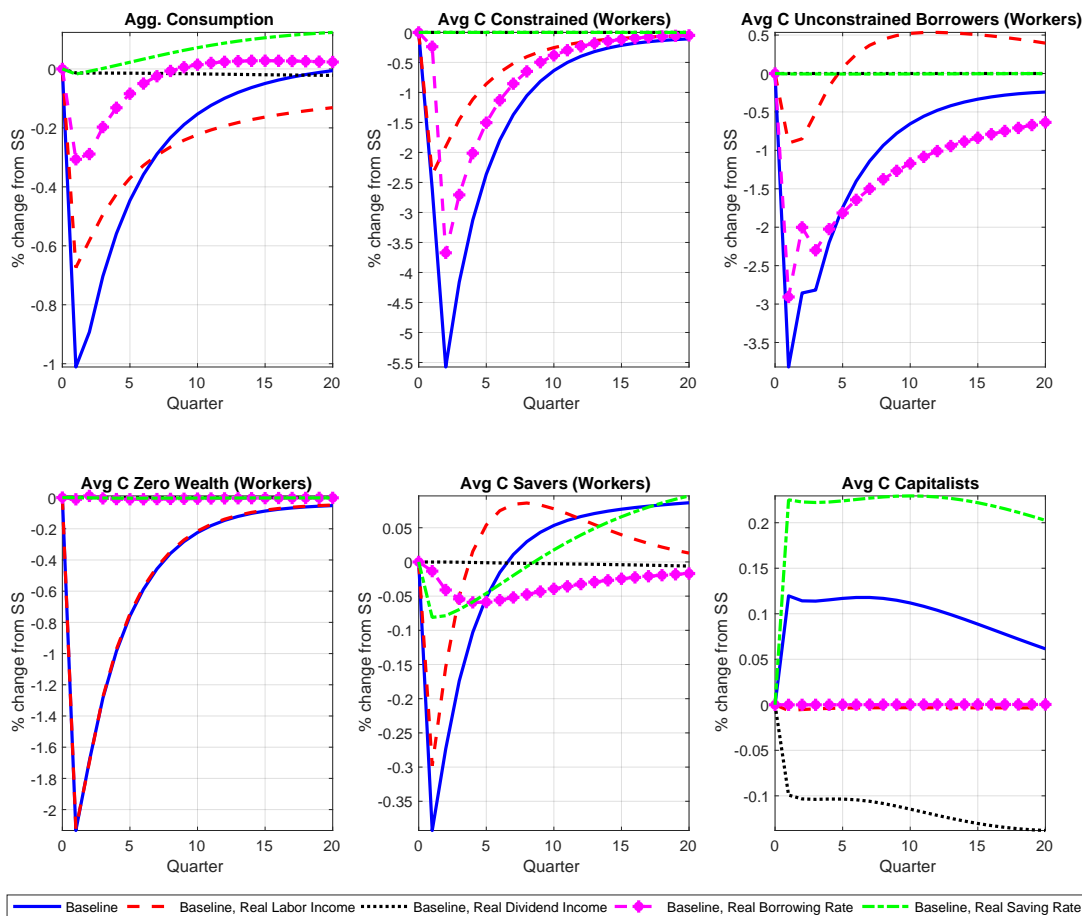 Agg. Consumption
% change from SS
0
-0.2
-0.4
-0.6
-0.8
-1
0 5 10 15 20
Quarter
Avg C Constrained (Workers)
% change from SS
0
-0.5
-1
-1.5
-2
-2.5
-3
-3.5
-4
-4.5
-5
-5.5
0 5 10 15 20
Quarter
Avg C Unconstrained Borrowers (Workers)
% change from SS
0.5
0
-0.5
-1
-1.5
-2
-2.5
-3
-3.5
0 5 10 15 20
Quarter
Avg C Zero Wealth (Workers)
% change from SS
0
-0.2
-0.4
-0.6
-0.8
-1
-1.2
-1.4
-1.6
-1.8
-2
0 5 10 15 20
Quarter
Avg C Savers (Workers)
% change from SS
0.05
0
-0.05
-0.1
-0.15
-0.2
-0.25
-0.3
-0.35
0 5 10 15 20
Quarter
Avg C Capitalists
% change from SS
0.2
0.15
0.1
0.05
0
-0.05
-0.1
0 5 10 15 20
Quarter
Baseline Baseline, Real Labor Income Baseline, Real Dividend Income Baseline, Real Borrowing Rate Baseline, Real Saving Rate